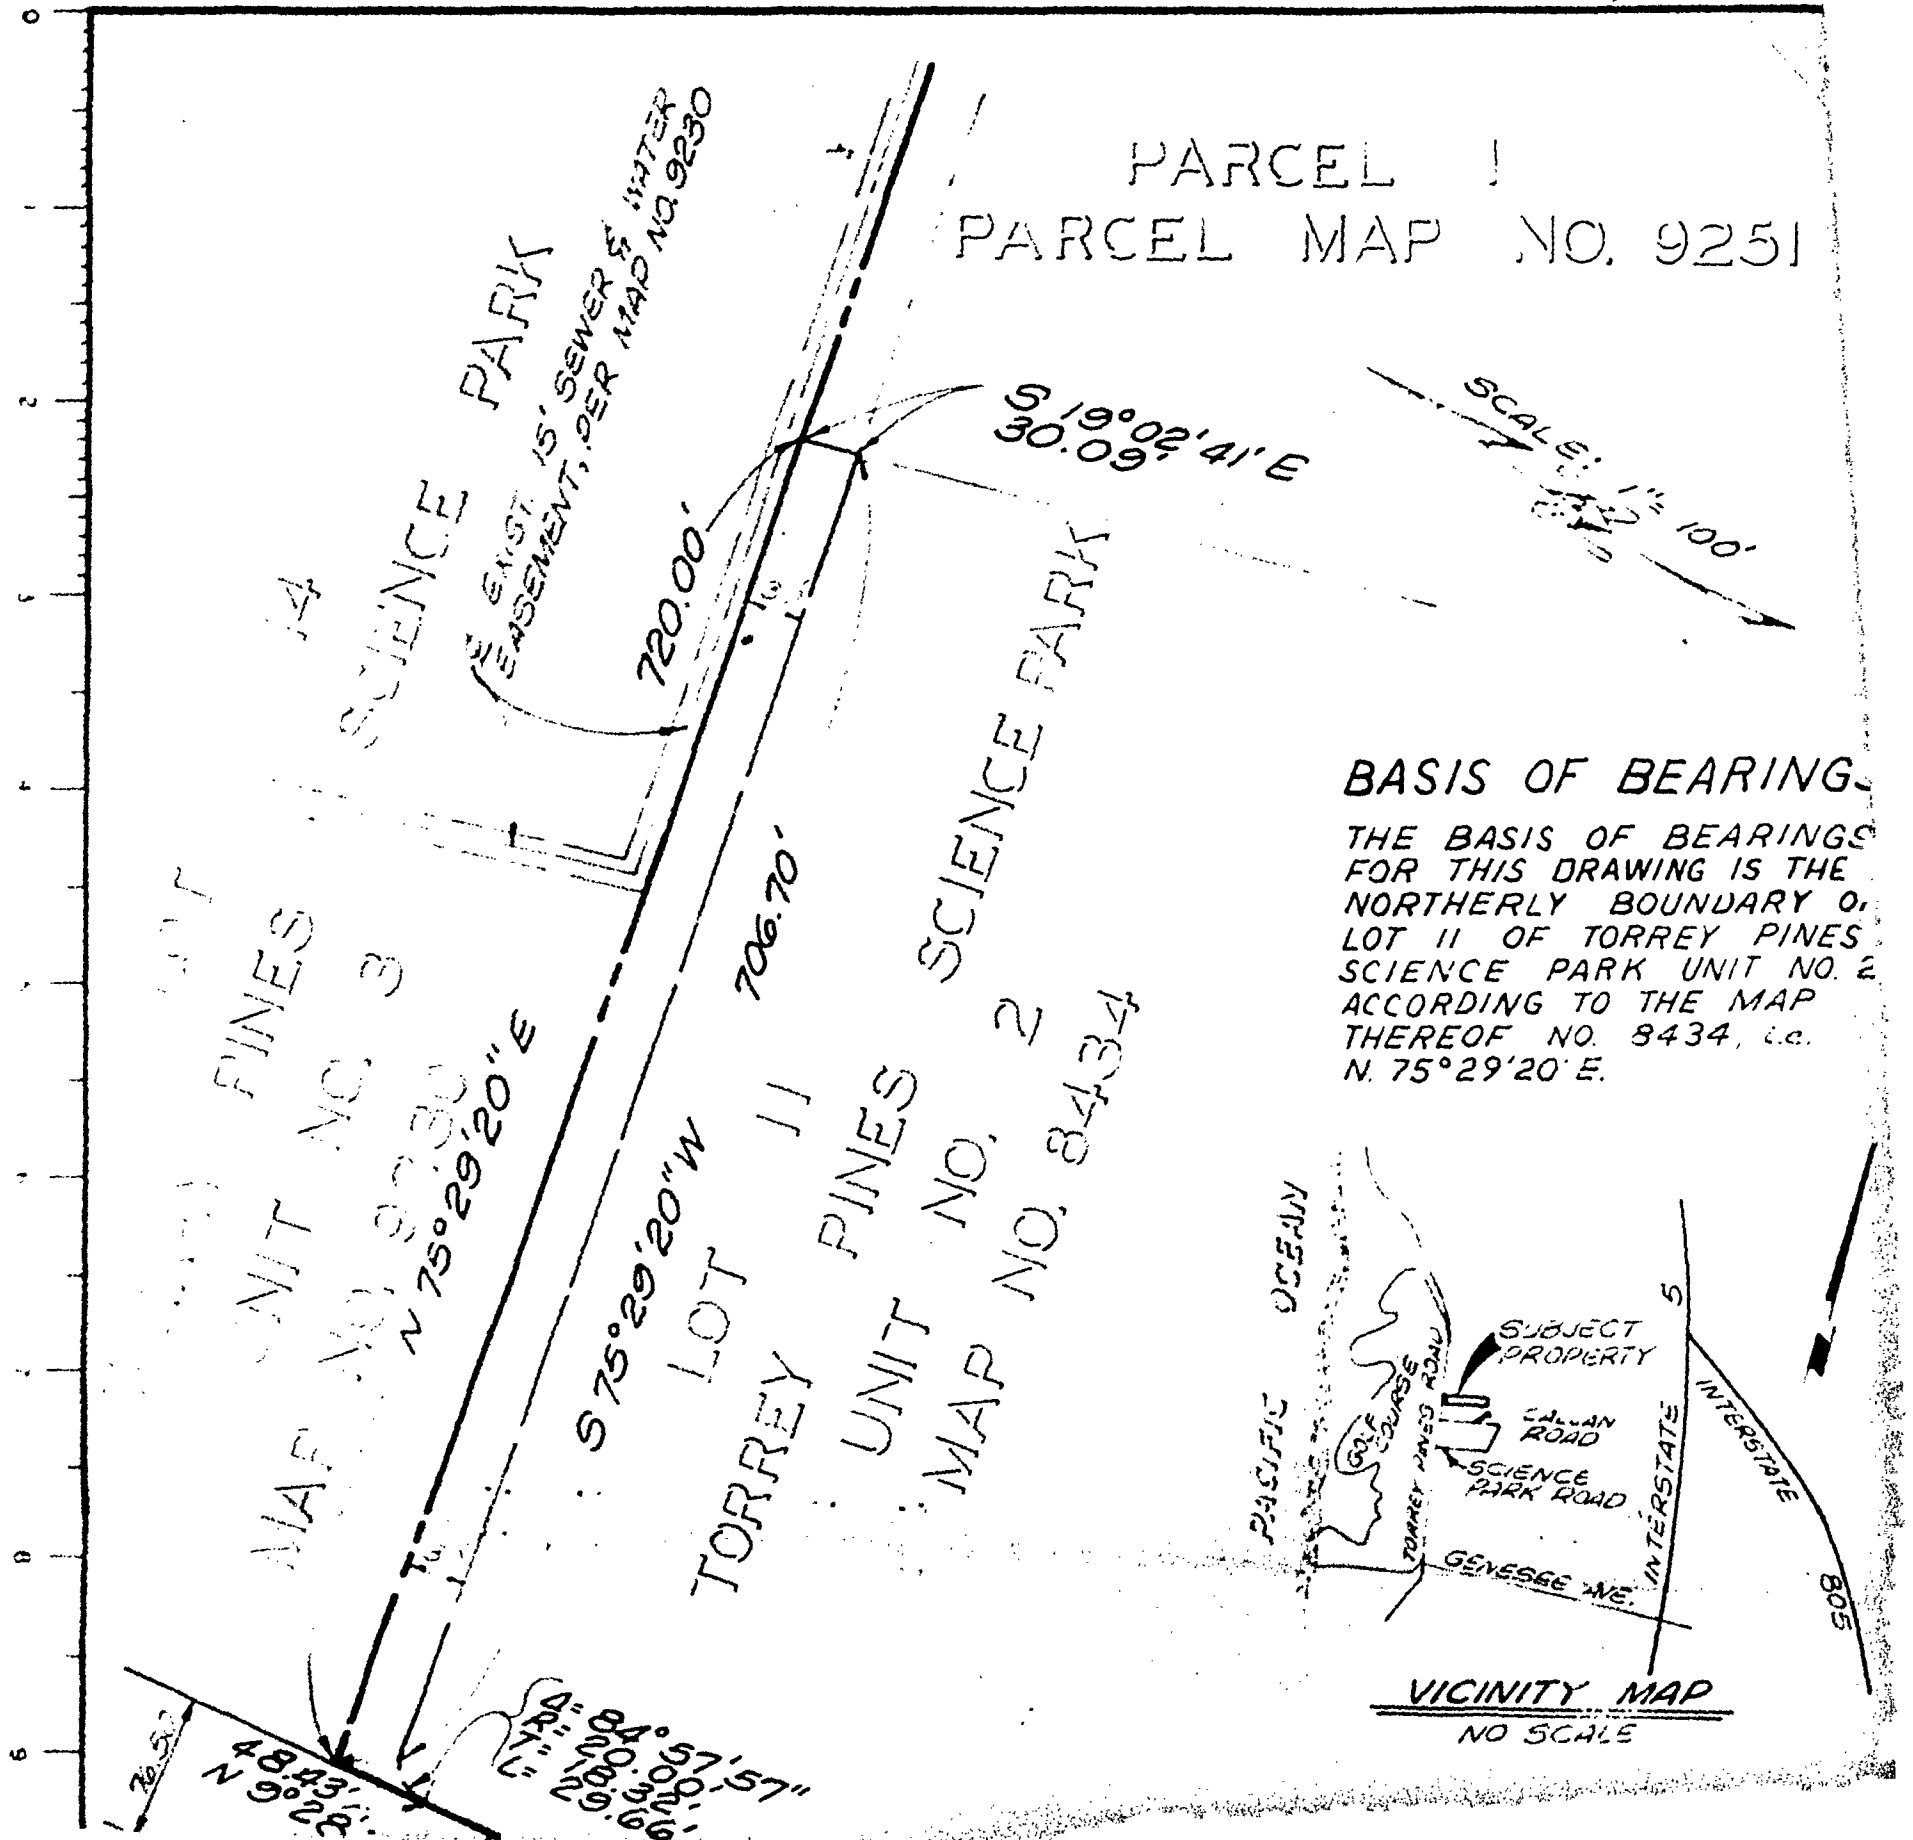 PARCEL 1
PARCEL MAP NO. 9251
EXIST. 15' SEWER & WATER
EASEMENT, PER MAP NO. 9230
S 19°02'41" E
30.09'
SCALE: 1" 100'
720.00'
706.70'
N 75°29'20" E
S 75°29'20" W
SCIENCE PARK
PINES
UNIT NO. 3
MAP NO. 9230
LOT 11
TORREY PINES SCIENCE PARK
UNIT NO. 2
MAP NO. 8434
BASIS OF BEARINGS
THE BASIS OF BEARINGS
FOR THIS DRAWING IS THE
NORTHERLY BOUNDARY O
LOT 11 OF TORREY PINES
SCIENCE PARK UNIT NO. 2
ACCORDING TO THE MAP
THEREOF NO. 8434, i.e.
N. 75°29'20" E.
PACIFIC OCEAN
GOLF COURSE
TORREY PINES ROAD
SUBJECT
PROPERTY
CALLAN
ROAD
SCIENCE
PARK ROAD
GENESEE AVE.
INTERSTATE 5
INTERSTATE 805
VICINITY MAP
NO SCALE
76.50'
48.43'
N 9°28'
Δ= 84°57'57"
R= 20.00'
T= 18.32'
L= 29.66'